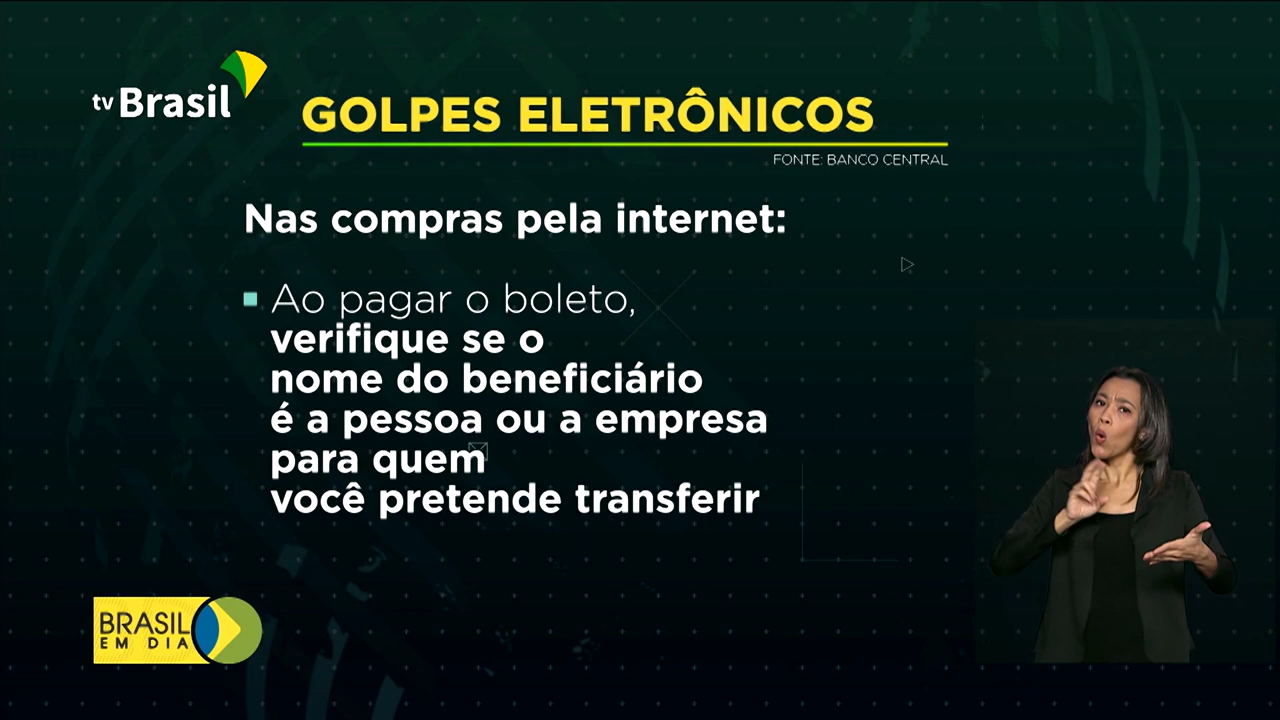 tv Brasil
GOLPES ELETRÔNICOS
FONTE: BANCO CENTRAL
Nas compras pela internet:
Ao pagar o boleto,
verifique se o
nome do beneficiário
é a pessoa ou a empresa
para quem
você pretende transferir
BRASIL
EM DIA